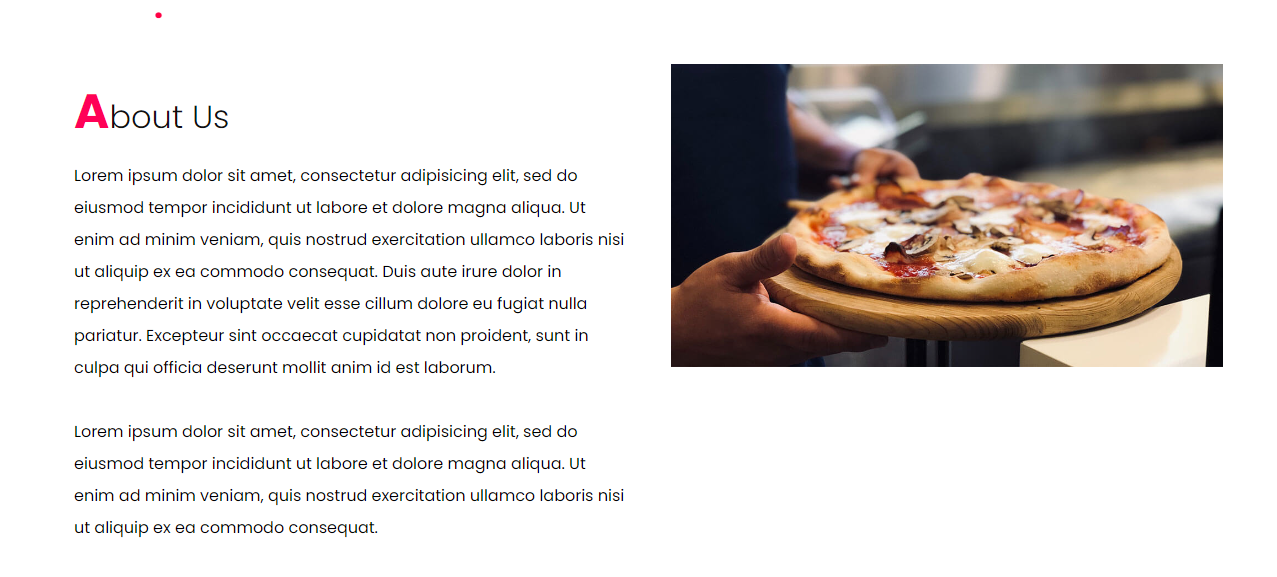 About Us
Lorem ipsum dolor sit amet, consectetur adipisicing elit, sed do
eiusmod tempor incididunt ut labore et dolore magna aliqua. Ut
enim ad minim veniam, quis nostrud exercitation ullamco laboris nisi
ut aliquip ex ea commodo consequat. Duis aute irure dolor in
reprehenderit in voluptate velit esse cillum dolore eu fugiat nulla
pariatur. Excepteur sint occaecat cupidatat non proident, sunt in
culpa qui officia deserunt mollit anim id est laborum.
Lorem ipsum dolor sit amet, consectetur adipisicing elit, sed do
eiusmod tempor incididunt ut labore et dolore magna aliqua. Ut
enim ad minim veniam, quis nostrud exercitation ullamco laboris nisi
ut aliquip ex ea commodo consequat.